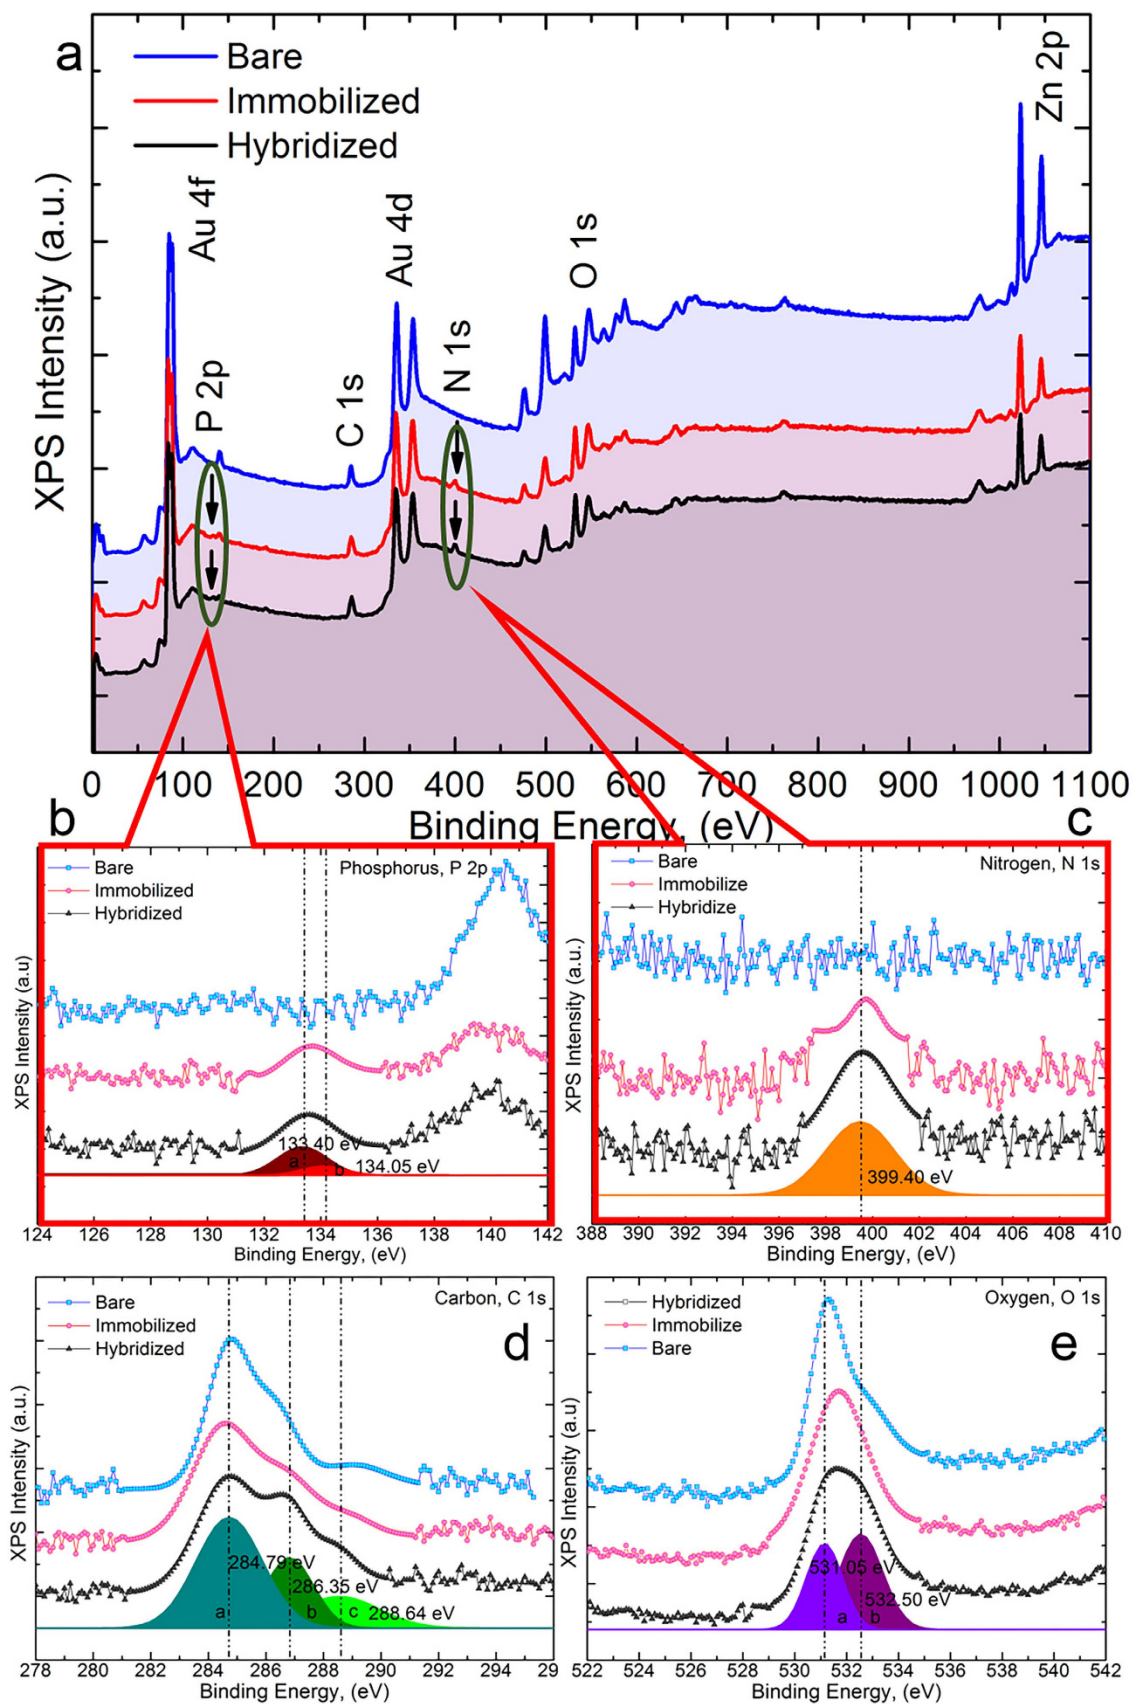 a
Bare
Immobilized
Hybridized
Au 4f
P 2p
C 1s
Au 4d
N 1s
O 1s
Zn 2p
XPS Intensity (a.u.)
0 100 200 300 400 500 600 700 800 900 1000 1100
Binding Energy, (eV)
b
Bare
Immobilized
Hybridized
Phosphorus, P 2p
XPS Intensity (a.u)
133.40 eV
a
b
134.05 eV
124 126 128 130 132 134 136 138 140 142
Binding Energy, (eV)
c
Bare
Immobilize
Hybridize
Nitrogen, N 1s
XPS Intensity (a.u.)
399.40 eV
388 390 392 394 396 398 400 402 404 406 408 410
Binding Energy, (eV)
d
Bare
Immobilized
Hybridized
Carbon, C 1s
XPS Intensity (a.u.)
284.79 eV
286.35 eV
288.64 eV
a
b
c
278 280 282 284 286 288 290 292 294 29
Binding Energy, (eV)
e
Hybridized
Immobilize
Bare
Oxygen, O 1s
XPS Intensity (a.u)
531.05 eV
532.50 eV
a
b
522 524 526 528 530 532 534 536 538 540 542
Binding Energy, (eV)